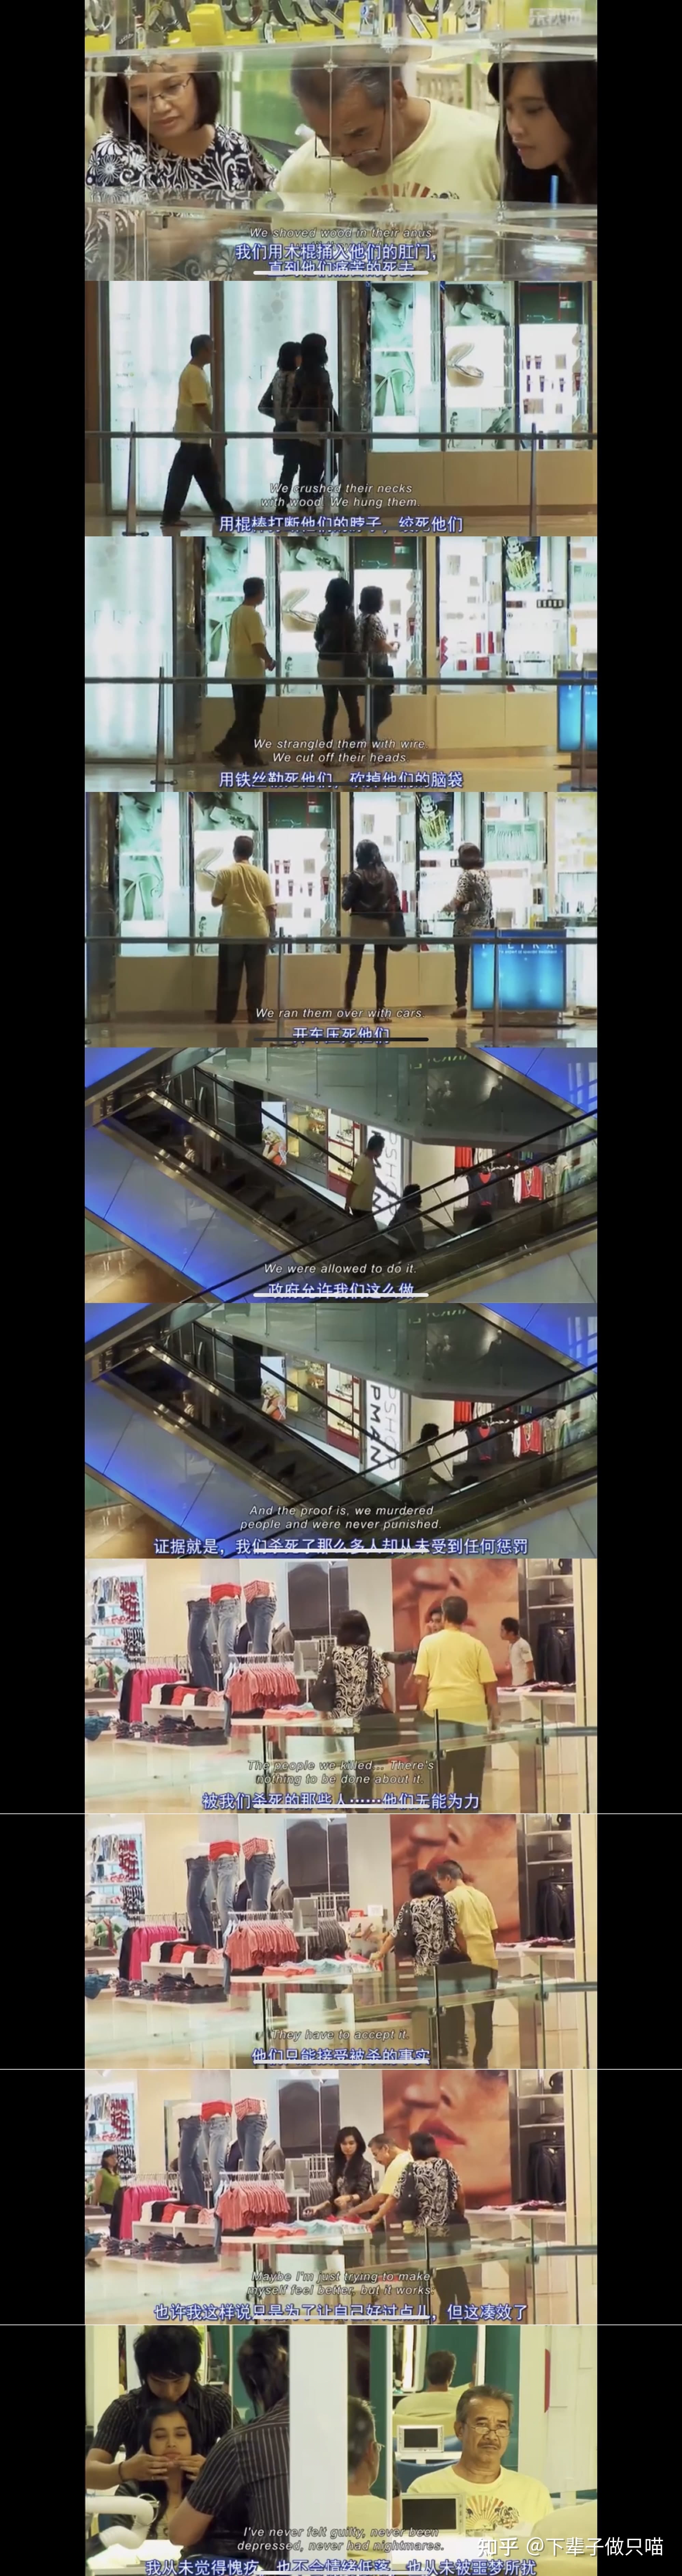 We shoved wood in their anus
我们用木棍捅入他们的肛门，
直到他们痛苦的死去
We crushed their necks
with wood. We hung them.
用棍棒打断他们的脖子，绞死他们
We strangled them with wire
We cut off their heads
用铁丝勒死他们，砍掉他们的脑袋
We ran them over with cars
开车压死他们
We were allowed to do it.
政府允许我们这么做
PMAN
And the proof is, we murdered
people and were never punished.
证据就是，我们杀死了那么多人却从未受到任何惩罚
The people we killed... There's
nothing to be done about it.
被我们杀死的那些人……他们无能为力
They have to accept it.
他们只能接受被杀的事实
Maybe I'm just trying to make
myself feel better, but it works
也许我这样说只是为了让自己好过点儿，但这凑效了
I've never felt guilty, never been
depressed, never had nightmares.
我从未觉得愧疚，也不会情绪低落，也从未被噩梦所扰
知乎 @下辈子做只喵